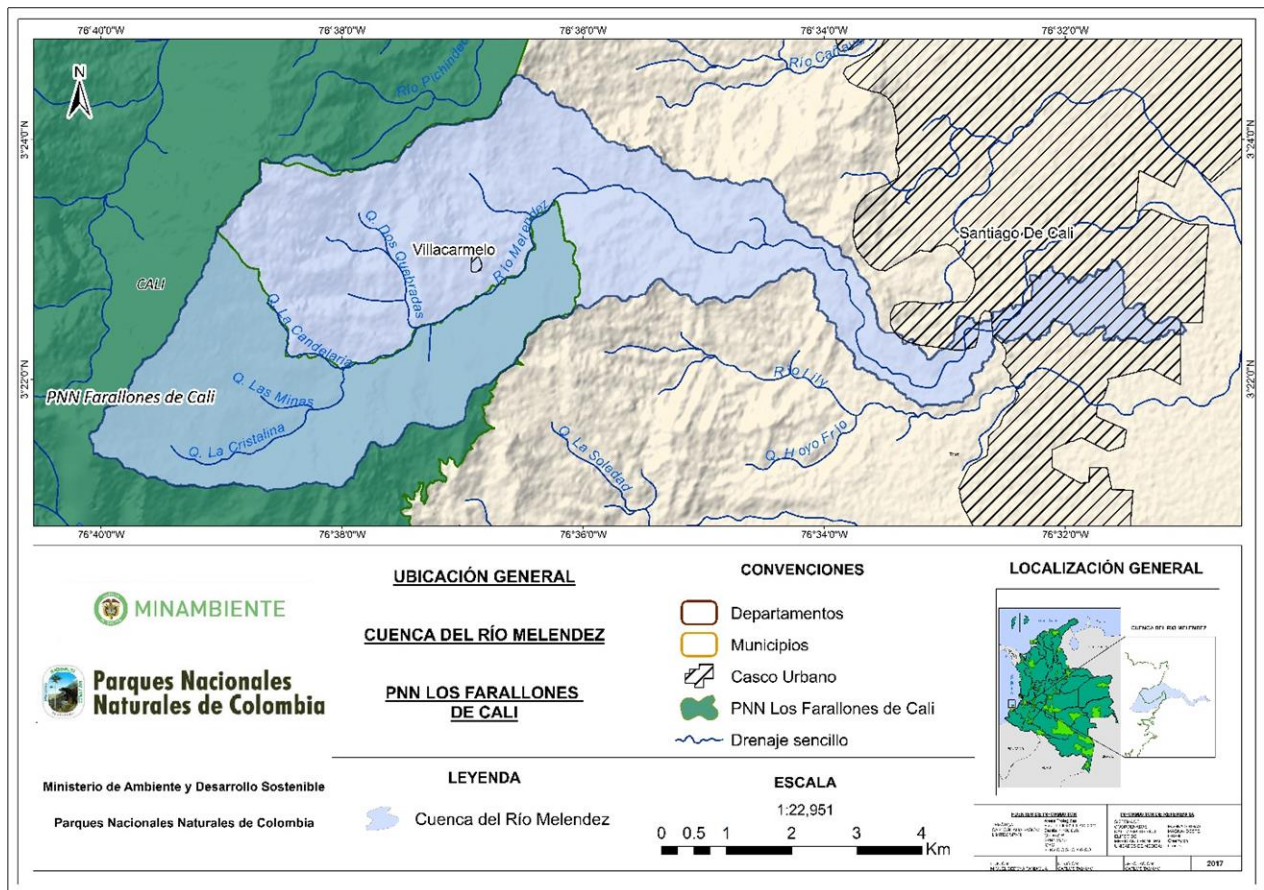 76°40'0"W 76°38'0"W 76°36'0"W 76°34'0"W 76°32'0"W
N
3°24'0"N
3°24'0"N
Río Pichindé
Villacarmelo
Q. Dos Quebradas
Río Melendez
Santiago De Cali
CALI
Q. La Candelaria
3°22'0"N
3°22'0"N
PNN Farallones de Cali
Q. Las Minas
Q. La Cristalina
Río Lily
Q. Hoyo Frío
Q. La Soledad
76°40'0"W 76°38'0"W 76°36'0"W 76°34'0"W 76°32'0"W
MINAMBIENTE
Parques Nacionales
Naturales de Colombia
Ministerio de Ambiente y Desarrollo Sostenible
Parques Nacionales Naturales de Colombia
UBICACIÓN GENERAL
CUENCA DEL RÍO MELENDEZ
PNN LOS FARALLONES
DE CALI
LEYENDA
Cuenca del Río Melendez
CONVENCIONES
Departamentos
Municipios
Casco Urbano
PNN Los Farallones de Cali
Drenaje sencillo
ESCALA
1:22,951
0 0.5 1 2 3 4
Km
LOCALIZACIÓN GENERAL
CUENCA DEL RÍO MELENDEZ
2017